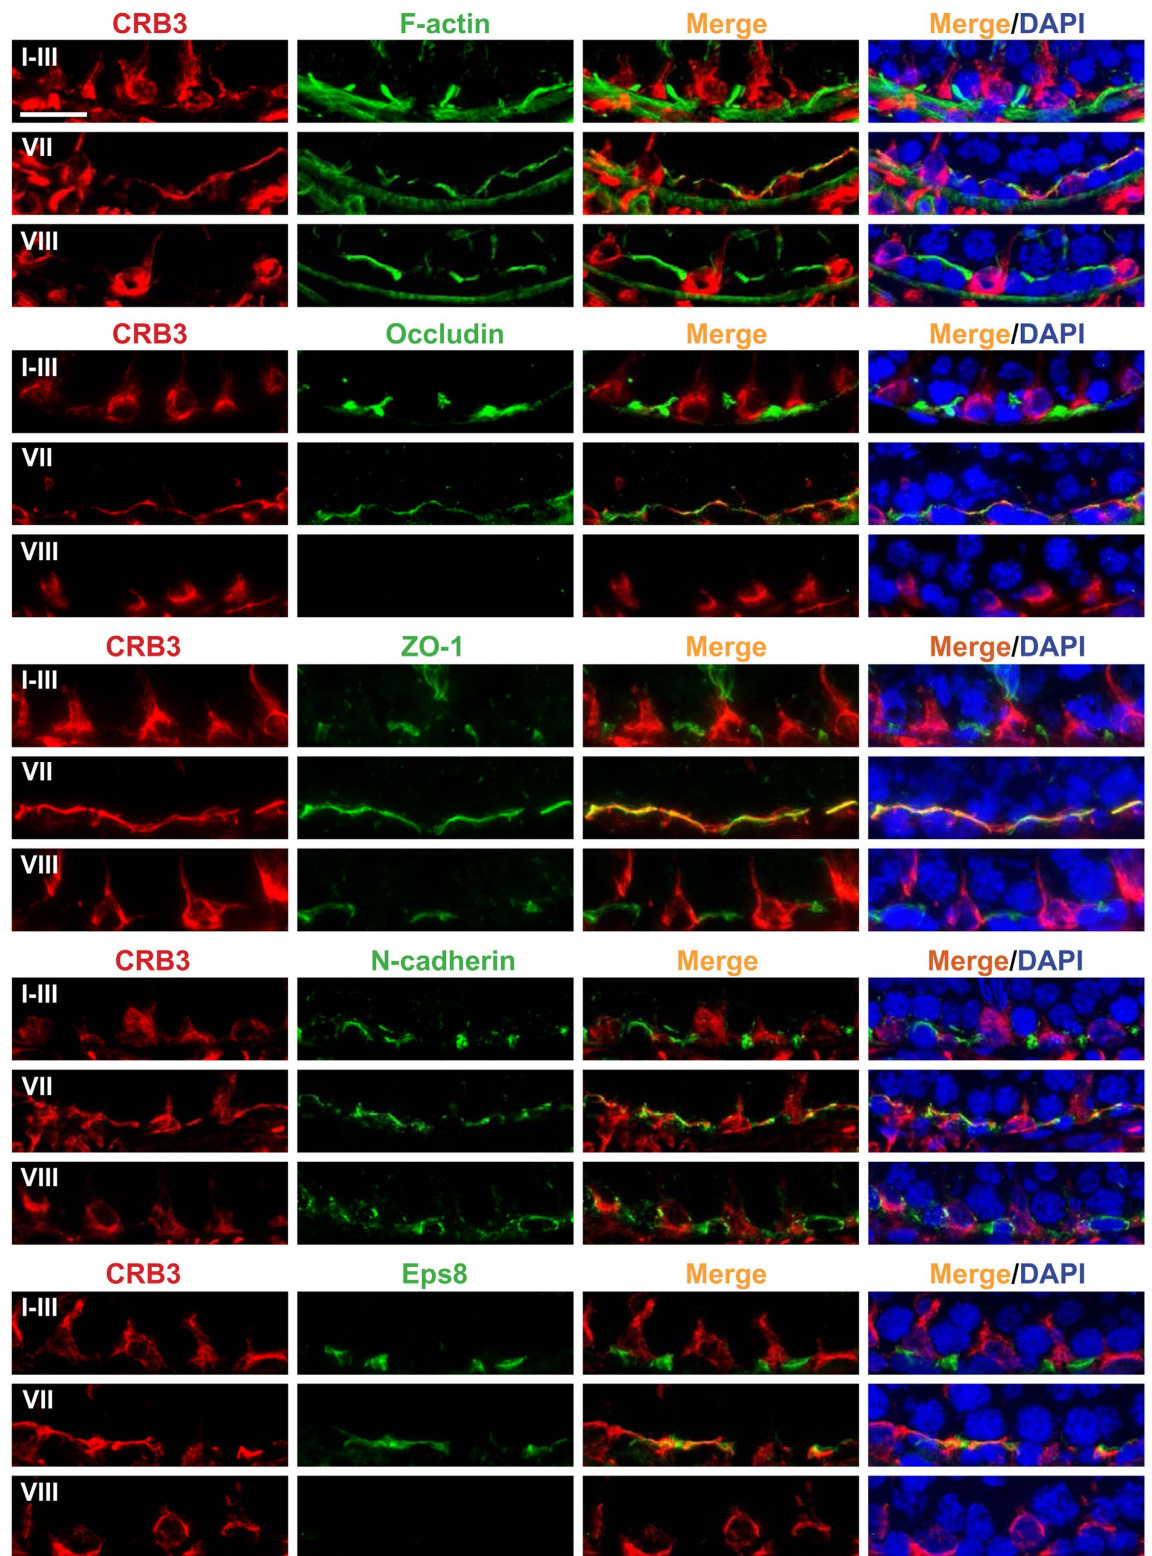 CRB3 F-actin Merge Merge/DAPI
I-III
VII
VIII
CRB3 Occludin Merge Merge/DAPI
I-III
VII
VIII
CRB3 ZO-1 Merge Merge/DAPI
I-III
VII
VIII
CRB3 N-cadherin Merge Merge/DAPI
I-III
VII
VIII
CRB3 Eps8 Merge Merge/DAPI
I-III
VII
VIII